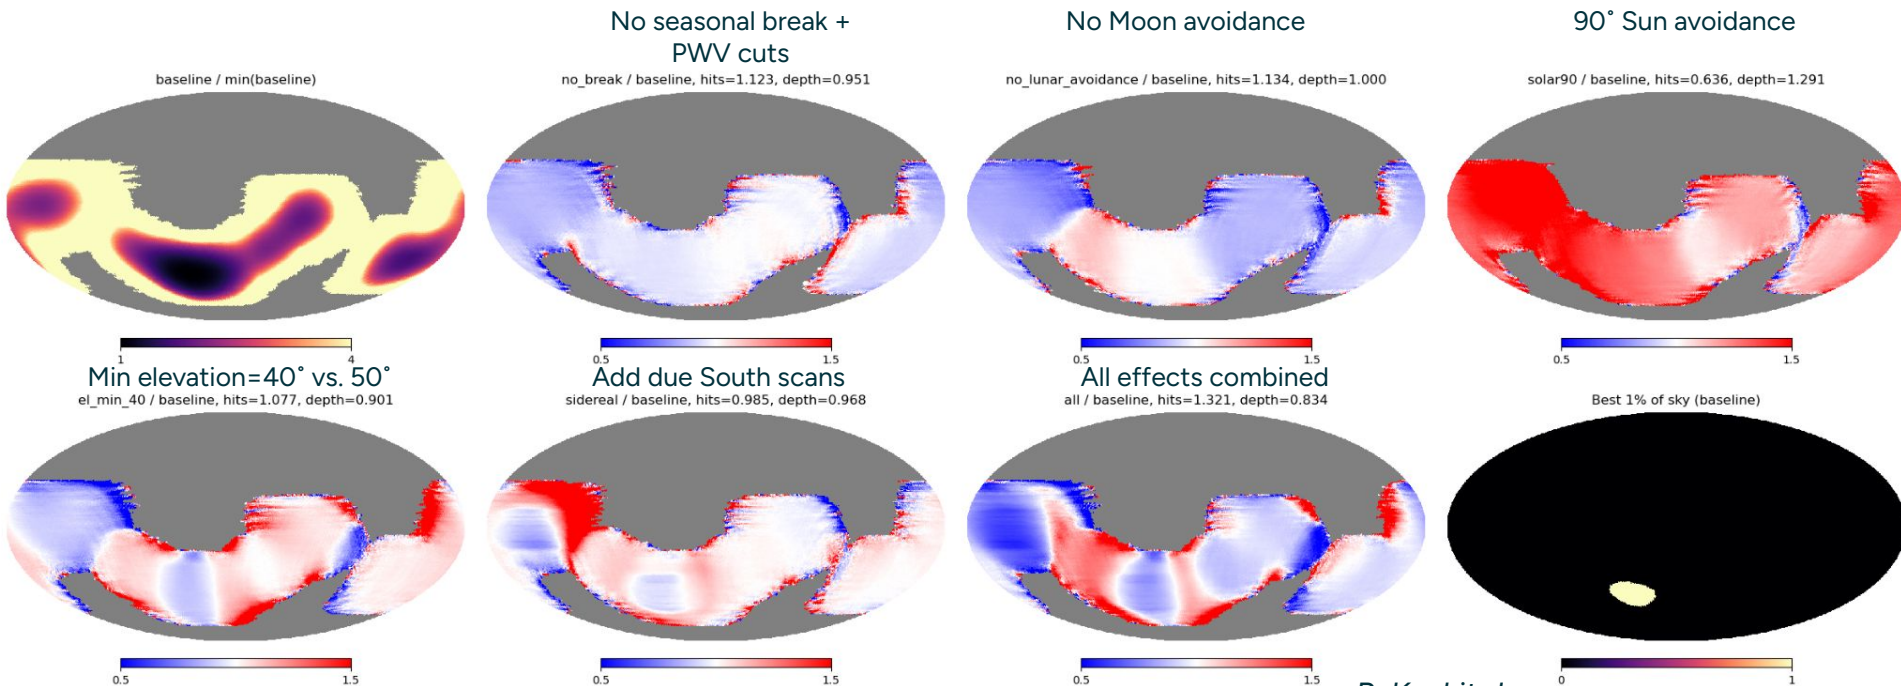 No seasonal break +
PWV cuts
No Moon avoidance
90˚ Sun avoidance
baseline / min(baseline)
no_break / baseline, hits=1.123, depth=0.951
no_lunar_avoidance / baseline, hits=1.134, depth=1.000
solar90 / baseline, hits=0.636, depth=1.291
1 4
0.5 1.5
0.5 1.5
0.5 1.5
Min elevation=40˚ vs. 50˚
Add due South scans
All effects combined
el_min_40 / baseline, hits=1.077, depth=0.901
sidereal / baseline, hits=0.985, depth=0.968
all / baseline, hits=1.321, depth=0.834
Best 1% of sky (baseline)
0.5 1.5
0.5 1.5
0.5 1.5
0 1